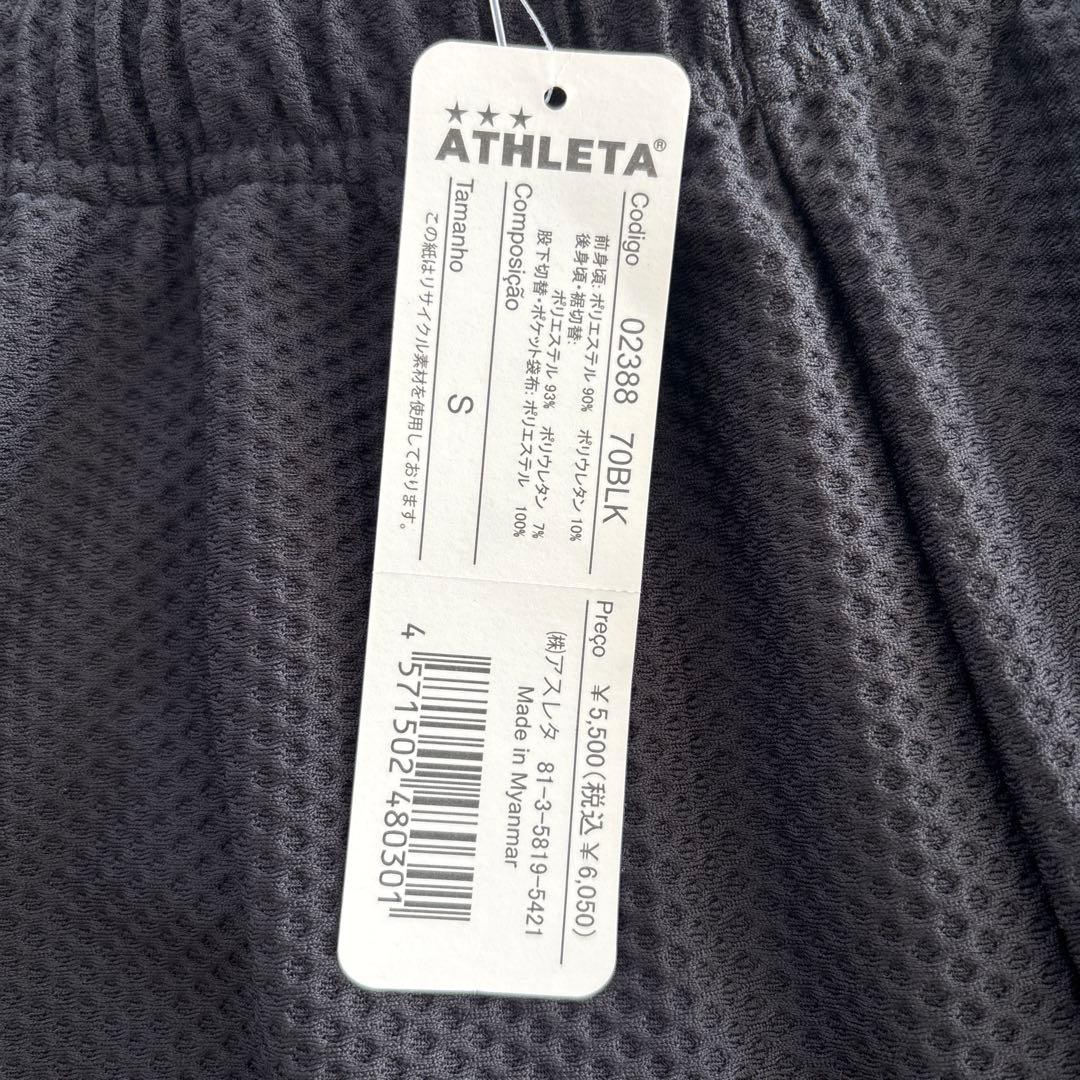 ★★★
ATHLETA®
Codigo 02388 70BLK
前身頃: ポリエステル 90% ポリウレタン 10%
後身頃・裾切替:
ポリエステル 93% ポリウレタン 7%
股下切替・ポケット袋布: ポリエステル 100%
Composição
Tamanho S
この紙はリサイクル素材を使用しております。
Preço ¥5,500(税込¥6,050)
(株)アスレタ 81-3-5819-5421
Made in Myanmar
4 571502 480301